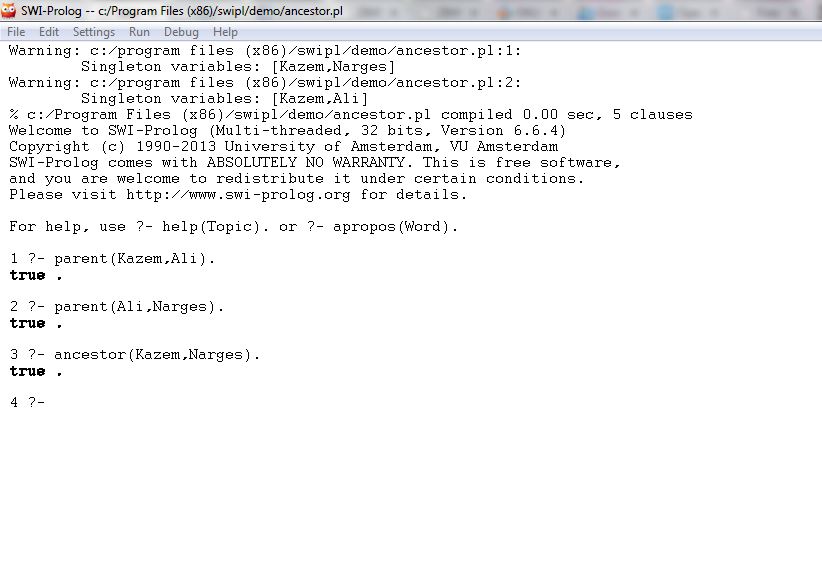 SWI-Prolog -- c:/Program Files (x86)/swipl/demo/ancestor.pl
File Edit Settings Run Debug Help
Warning: c:/program files (x86)/swipl/demo/ancestor.pl:1:
Singleton variables: [Kazem,Narges]
Warning: c:/program files (x86)/swipl/demo/ancestor.pl:2:
Singleton variables: [Kazem,Ali]
% c:/Program Files (x86)/swipl/demo/ancestor.pl compiled 0.00 sec, 5 clauses
Welcome to SWI-Prolog (Multi-threaded, 32 bits, Version 6.6.4)
Copyright (c) 1990-2013 University of Amsterdam, VU Amsterdam
SWI-Prolog comes with ABSOLUTELY NO WARRANTY. This is free software,
and you are welcome to redistribute it under certain conditions.
Please visit http://www.swi-prolog.org for details.
For help, use ?- help(Topic). or ?- apropos(Word).
1 ?- parent(Kazem,Ali).
true .
2 ?- parent(Ali,Narges).
true .
3 ?- ancestor(Kazem,Narges).
true .
4 ?-